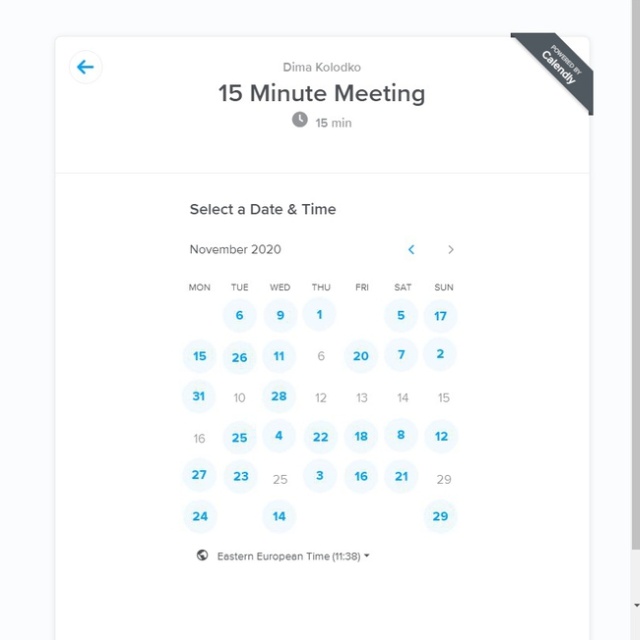 POWERED BY
Calendly
Dima Kolodko
15 Minute Meeting
15 min
Select a Date & Time
November 2020
MON TUE WED THU FRI SAT SUN
6 9 1 5 17
15 26 11 6 20 7 2
31 10 28 12 13 14 15
16 25 4 22 18 8 12
27 23 25 3 16 21 29
24 14 29
Eastern European Time (11:38)